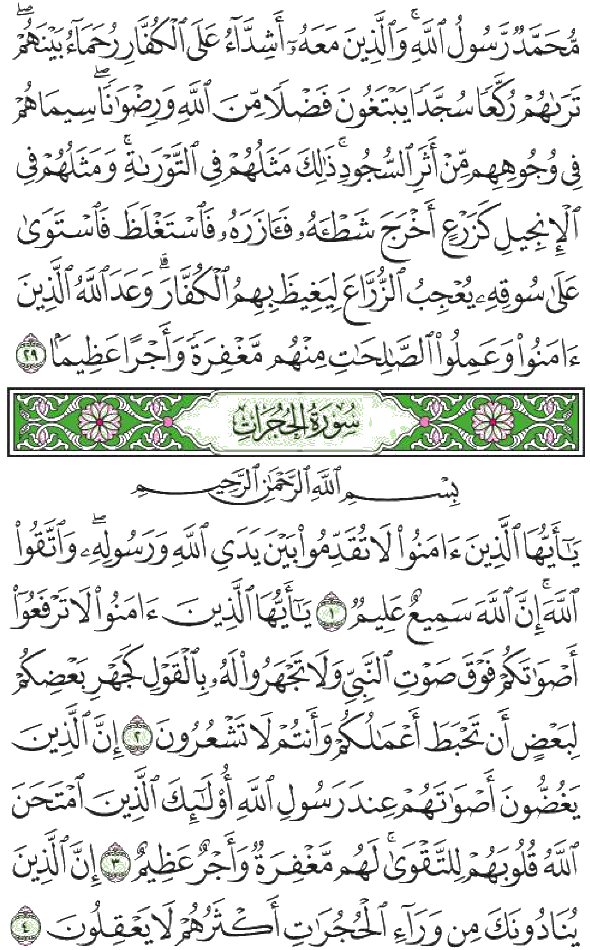 مُّحَمَّدٌ رَّسُولُ ٱللَّهِۚ وَٱلَّذِينَ مَعَهُۥٓ أَشِدَّآءُ عَلَى ٱلْكُفَّارِ رُحَمَآءُ بَيْنَهُمْۖ
تَرَىٰهُمْ رُكَّعًا سُجَّدًا يَبْتَغُونَ فَضْلًا مِّنَ ٱللَّهِ وَرِضْوَٰنًاۖ سِيمَاهُمْ
فِى وُجُوهِهِم مِّنْ أَثَرِ ٱلسُّجُودِۚ ذَٰلِكَ مَثَلُهُمْ فِى ٱلتَّوْرَىٰةِۚ وَمَثَلُهُمْ فِى
ٱلْإِنجِيلِ كَزَرْعٍ أَخْرَجَ شَطْـَٔهُۥ فَـَٔازَرَهُۥ فَٱسْتَغْلَظَ فَٱسْتَوَىٰ
عَلَىٰ سُوقِهِۦ يُعْجِبُ ٱلزُّرَّاعَ لِيَغِيظَ بِهِمُ ٱلْكُفَّارَۗ وَعَدَ ٱللَّهُ ٱلَّذِينَ
ءَامَنُوا۟ وَعَمِلُوا۟ ٱلصَّٰلِحَٰتِ مِنْهُم مَّغْفِرَةً وَأَجْرًا عَظِيمًۢا ٢٩
سُورَةُ الحُجُرَاتِ
بِسْمِ ٱللَّهِ ٱلرَّحْمَٰنِ ٱلرَّحِيمِ
يَٰٓأَيُّهَا ٱلَّذِينَ ءَامَنُوا۟ لَا تُقَدِّمُوا۟ بَيْنَ يَدَىِ ٱللَّهِ وَرَسُولِهِۦۖ وَٱتَّقُوا۟
ٱللَّهَۚ إِنَّ ٱللَّهَ سَمِيعٌ عَلِيمٌ ١ يَٰٓأَيُّهَا ٱلَّذِينَ ءَامَنُوا۟ لَا تَرْفَعُوٓا۟
أَصْوَٰتَكُمْ فَوْقَ صَوْتِ ٱلنَّبِىِّ وَلَا تَجْهَرُوا۟ لَهُۥ بِٱلْقَوْلِ كَجَهْرِ بَعْضِكُمْ
لِبَعْضٍ أَن تَحْبَطَ أَعْمَٰلُكُمْ وَأَنتُمْ لَا تَشْعُرُونَ ٢ إِنَّ ٱلَّذِينَ
يَغُضُّونَ أَصْوَٰتَهُمْ عِندَ رَسُولِ ٱللَّهِ أُو۟لَٰٓئِكَ ٱلَّذِينَ ٱمْتَحَنَ
ٱللَّهُ قُلُوبَهُمْ لِلتَّقْوَىٰۚ لَهُم مَّغْفِرَةٌ وَأَجْرٌ عَظِيمٌ ٣ إِنَّ ٱلَّذِينَ
يُنَادُونَكَ مِن وَرَآءِ ٱلْحُجُرَٰتِ أَكْثَرُهُمْ لَا يَعْقِلُونَ ٤